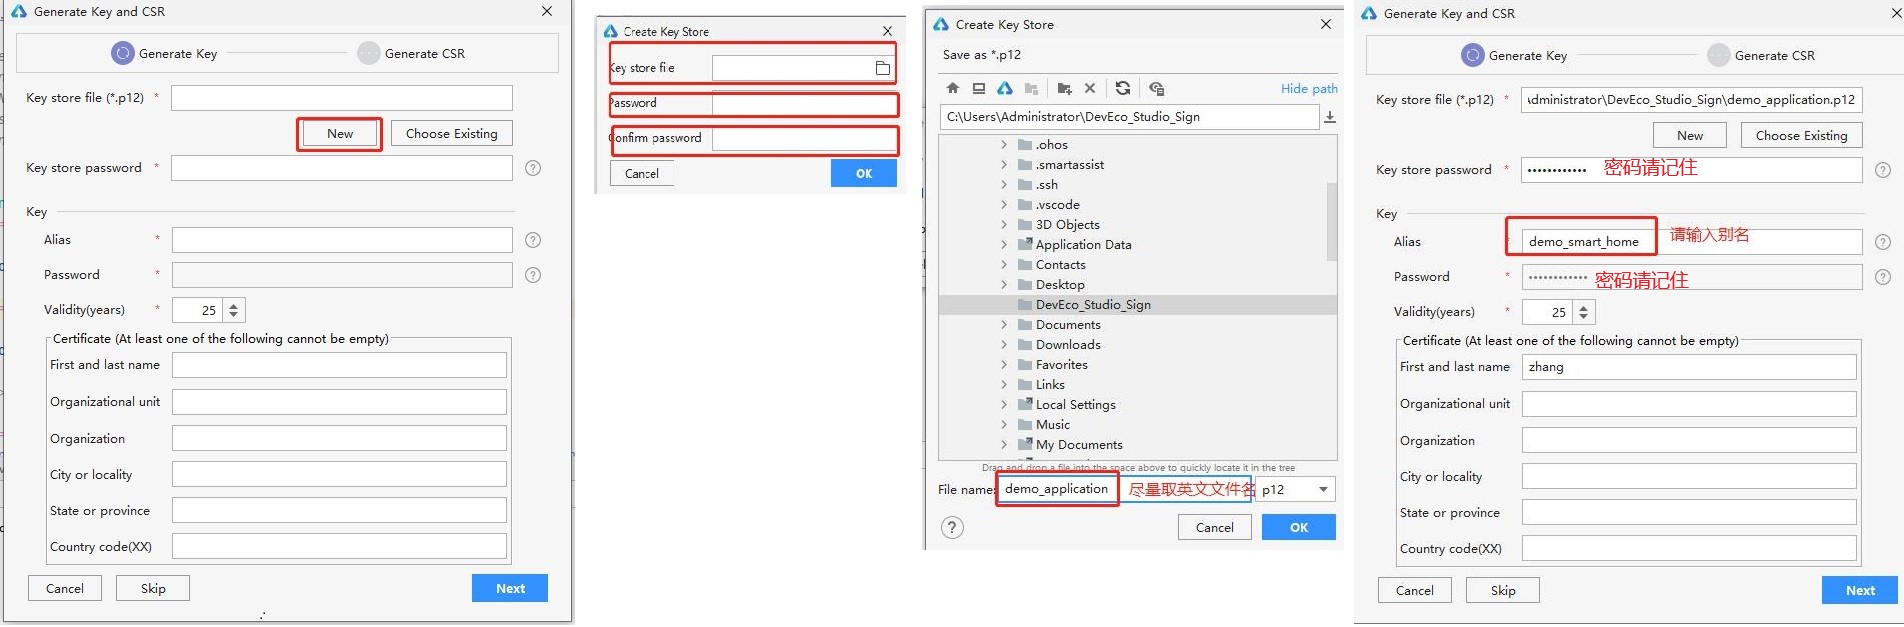 Generate Key and CSR
Generate Key
Generate CSR
Key store file (*.p12) *
New
Choose Existing
Key store password *
?
Key
Alias *
?
Password *
?
Validity(years) *
25
Certificate (At least one of the following cannot be empty)
First and last name
Organizational unit
Organization
City or locality
State or province
Country code(XX)
Cancel
Skip
Next
Create Key Store
Key store file
Password
Confirm password
Cancel
OK
Create Key Store
Save as *.p12
Hide path
C:\Users\Administrator\DevEco_Studio_Sign
.ohos
.smartassist
.ssh
.vscode
3D Objects
Application Data
Contacts
Desktop
DevEco_Studio_Sign
Documents
Downloads
Favorites
Links
Local Settings
Music
My Documents
Drag and drop a file into the space above to quickly locate it in the tree
File name: demo_application 尽量取英文文件名 p12
?
Cancel
OK
Generate Key and CSR
Generate Key
Generate CSR
Key store file (*.p12) * \dministrator\DevEco_Studio_Sign\demo_application.p12
New
Choose Existing
Key store password * •••••••••••• 密码请记住
?
Key
Alias * demo_smart_home 请输入别名
?
Password * •••••••••••• 密码请记住
?
Validity(years) * 25
Certificate (At least one of the following cannot be empty)
First and last name zhang
Organizational unit
Organization
City or locality
State or province
Country code(XX)
Cancel
Skip
Next